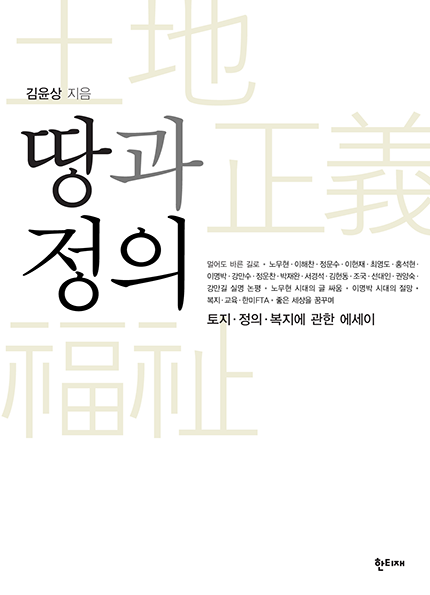 土地
김윤상 지음
正義
땅과
정의
멀어도 바른 길로 • 노무현·이해찬·정문수·이헌재·최영도·홍석현·
이명박·강만수·정운찬·박재완·서경석·김현동·조국·선대인·권양숙·
강만길 실명 논평 • 노무현 시대의 글 싸움 • 이명박 시대의 절망 •
복지·교육·한미FTA • 좋은 세상을 꿈꾸며
토지·정의·복지에 관한 에세이
福祉
한티재